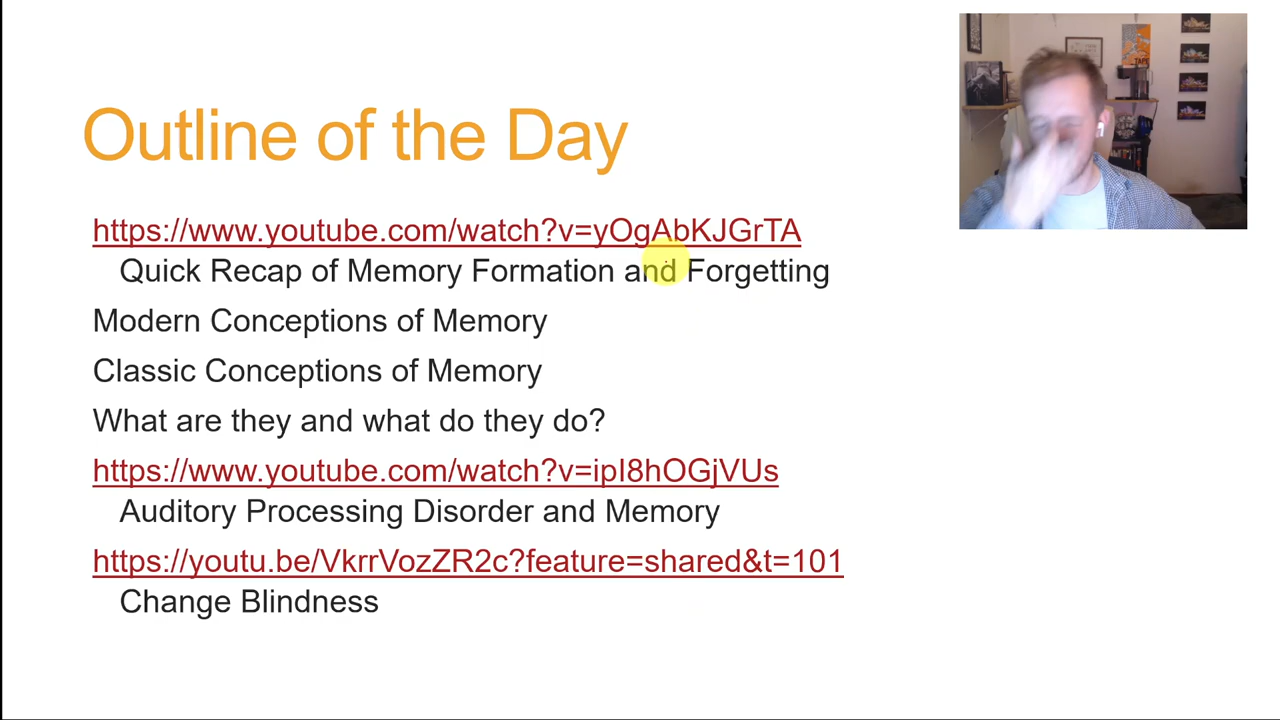 Outline of the Day
https://www.youtube.com/watch?v=yOgAbKJGrTA
Quick Recap of Memory Formation and Forgetting
Modern Conceptions of Memory
Classic Conceptions of Memory
What are they and what do they do?
https://www.youtube.com/watch?v=ipI8hOGjVUs
Auditory Processing Disorder and Memory
https://youtu.be/VkrrVozZR2c?feature=shared&t=101
Change Blindness